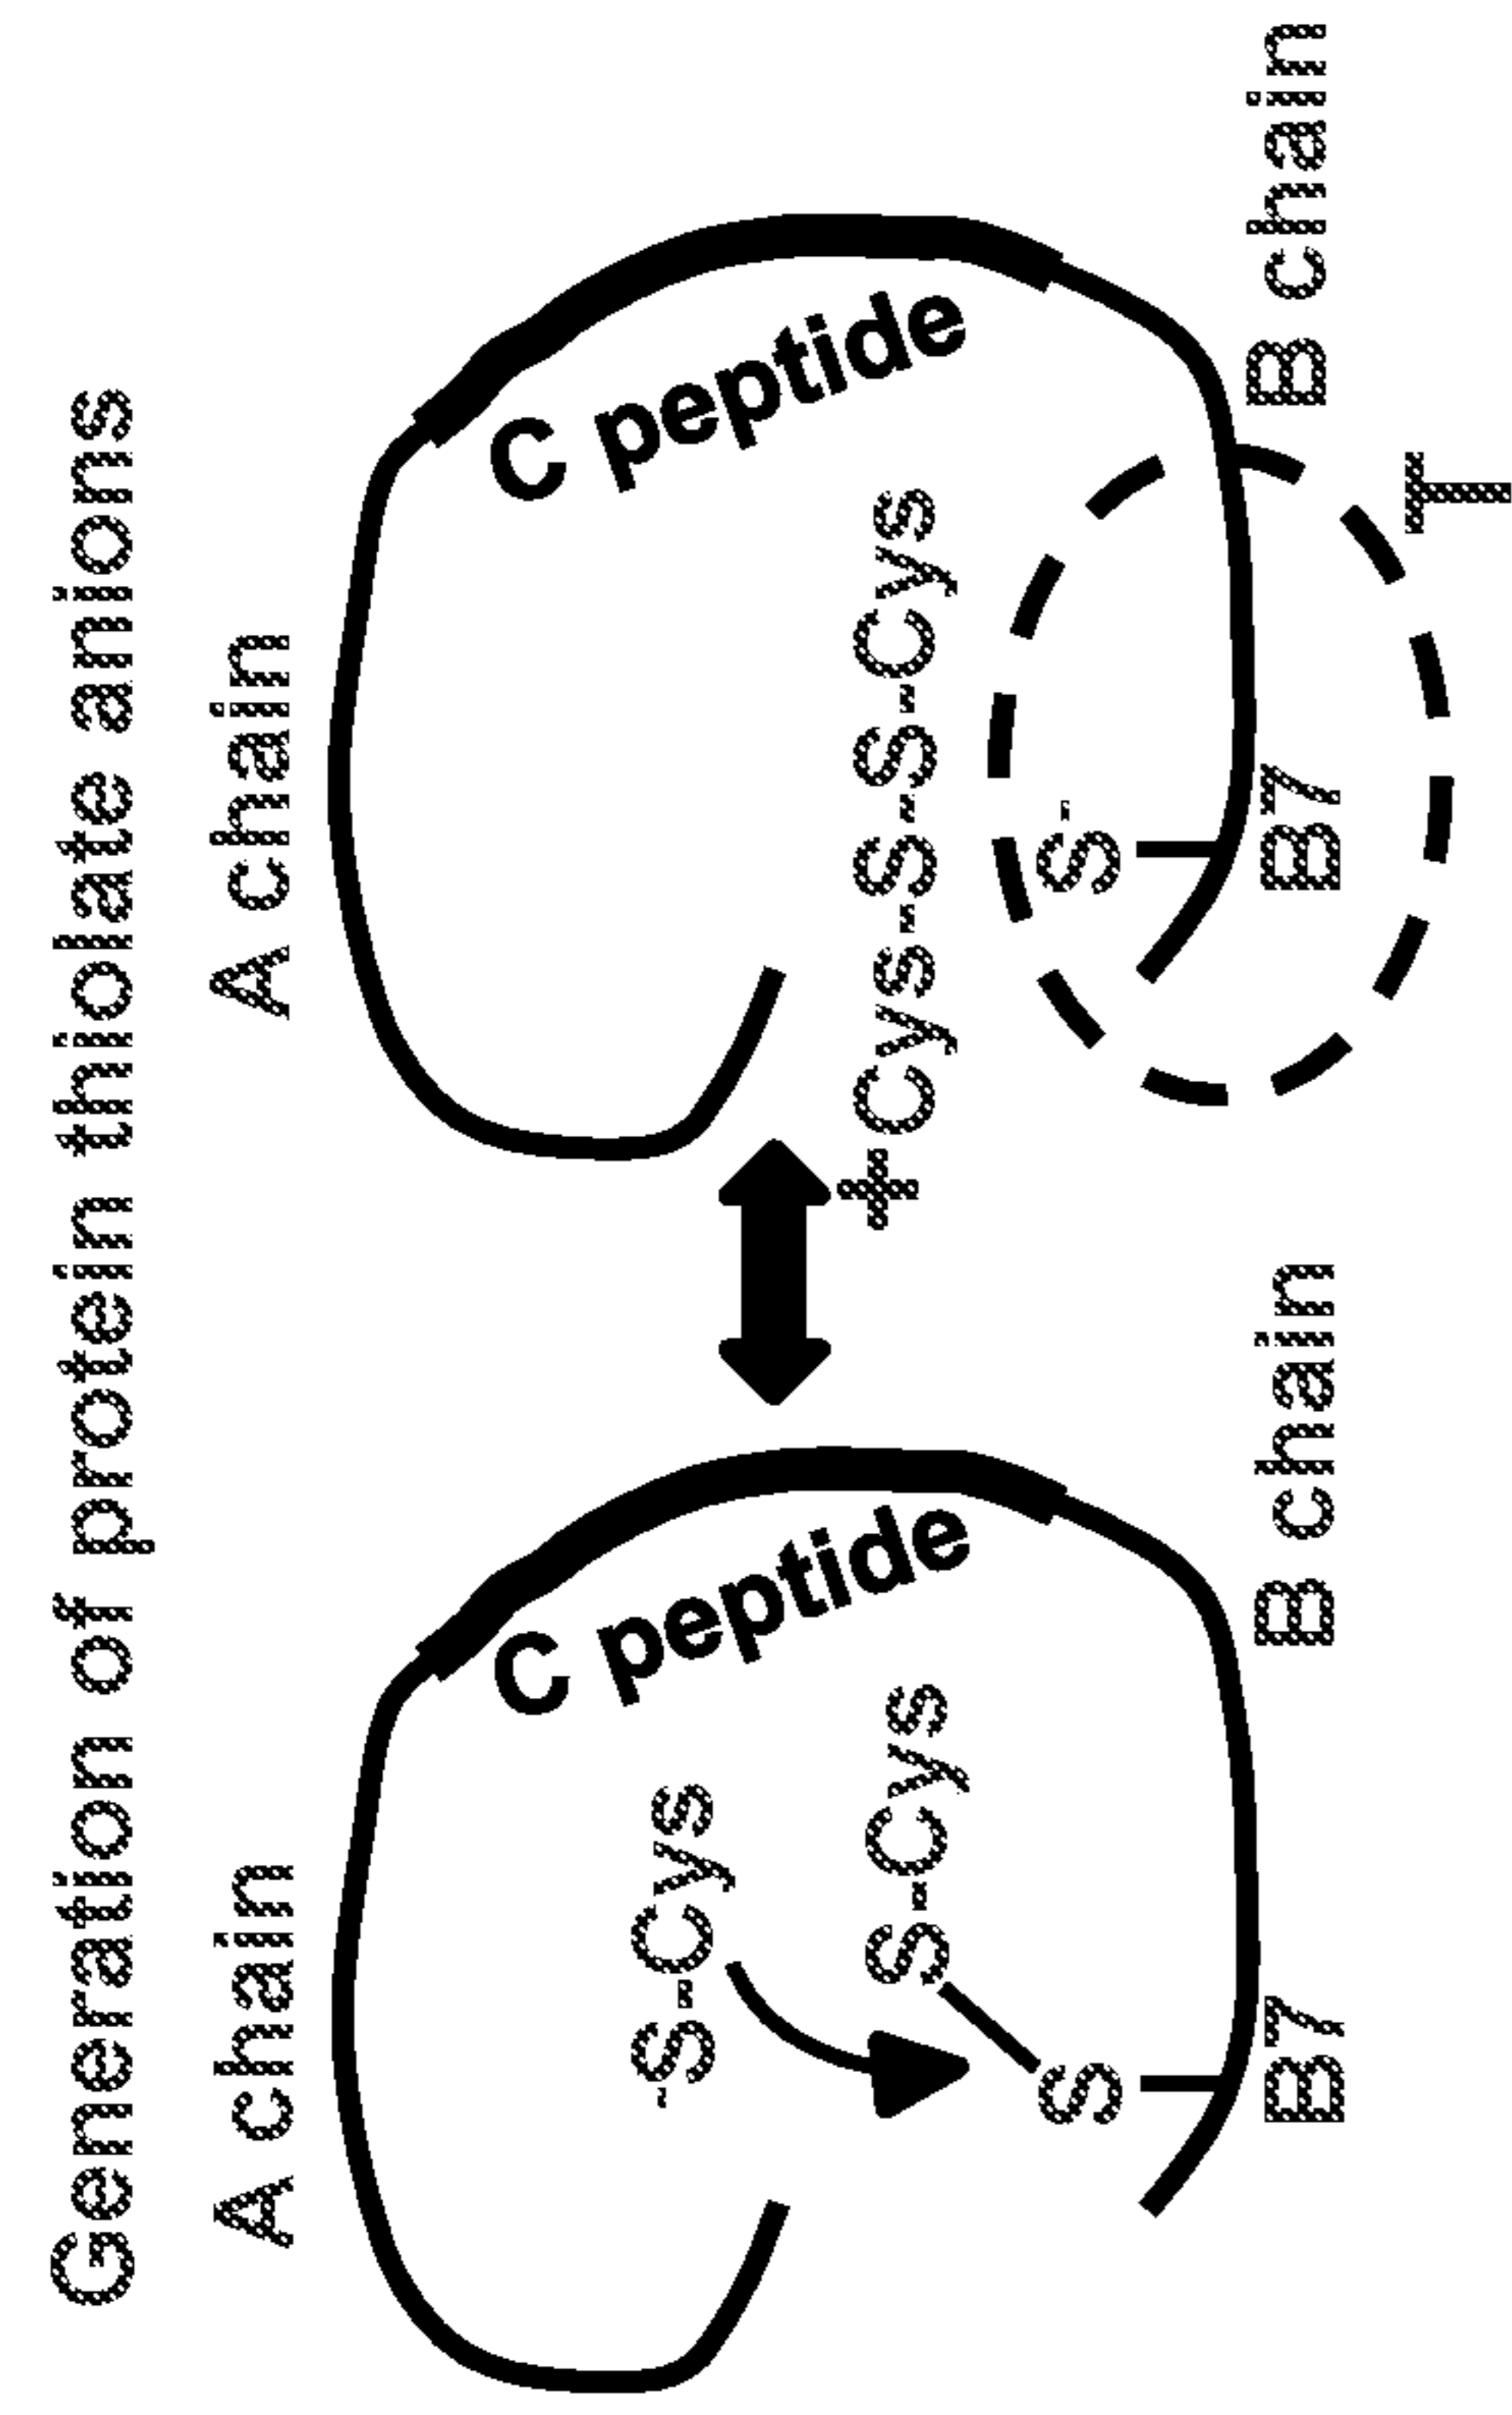 Generation of protein thiolate anions
A chain
C peptide
-S-Cys
S-Cys
S
B7
B chain
A chain
C peptide
+
Cys-S-S-Cys
S-
B7
B chain
T